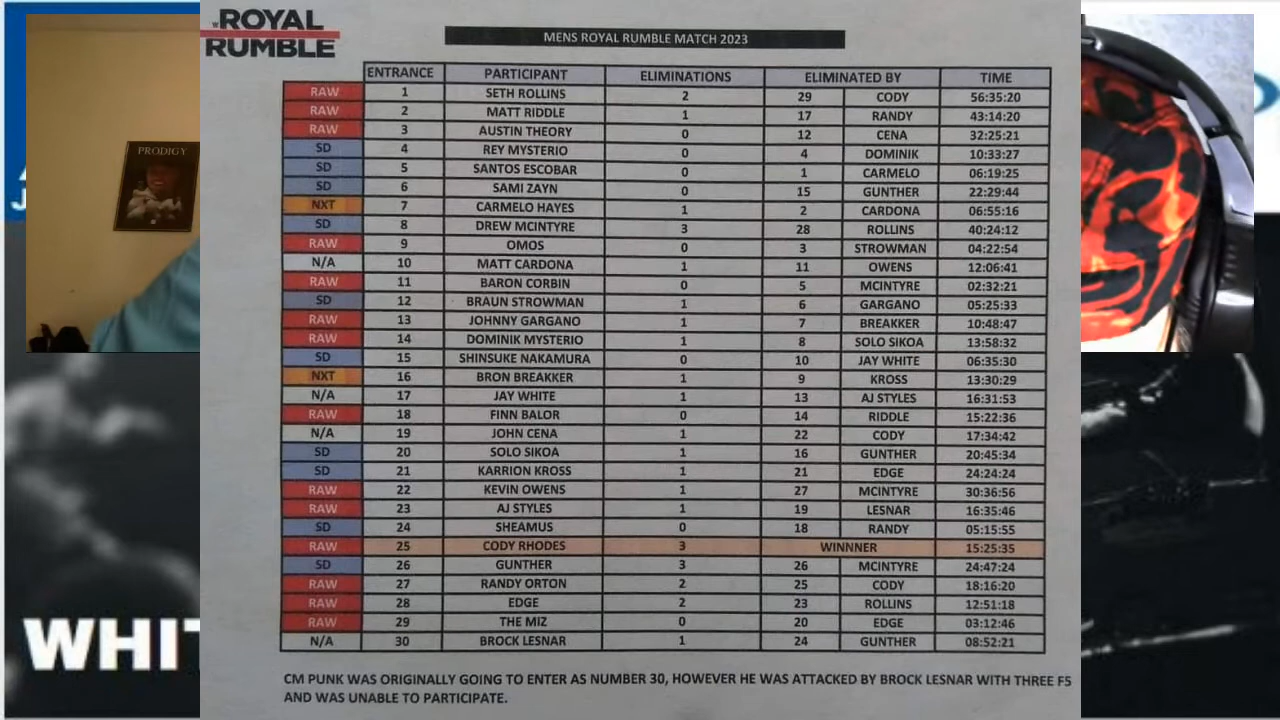 W ROYAL
RUMBLE
MENS ROYAL RUMBLE MATCH 2023
ENTRANCE PARTICIPANT ELIMINATIONS ELIMINATED BY TIME
RAW 1 SETH ROLLINS 2 29 CODY 56:35:20
RAW 2 MATT RIDDLE 1 17 RANDY 43:14:20
RAW 3 AUSTIN THEORY 0 12 CENA 32:25:21
SD 4 REY MYSTERIO 0 4 DOMINIK 10:33:27
SD 5 SANTOS ESCOBAR 0 1 CARMELO 06:19:25
SD 6 SAMI ZAYN 0 15 GUNTHER 22:29:44
NXT 7 CARMELO HAYES 1 2 CARDONA 06:55:16
SD 8 DREW MCINTYRE 3 28 ROLLINS 40:24:12
RAW 9 OMOS 0 3 STROWMAN 04:22:54
N/A 10 MATT CARDONA 1 11 OWENS 12:06:41
RAW 11 BARON CORBIN 0 5 MCINTYRE 02:32:21
SD 12 BRAUN STROWMAN 1 6 GARGANO 05:25:33
RAW 13 JOHNNY GARGANO 1 7 BREAKKER 10:48:47
RAW 14 DOMINIK MYSTERIO 1 8 SOLO SIKOA 13:58:32
SD 15 SHINSUKE NAKAMURA 0 10 JAY WHITE 06:35:30
NXT 16 BRON BREAKKER 1 9 KROSS 13:30:29
N/A 17 JAY WHITE 1 13 AJ STYLES 16:31:53
RAW 18 FINN BALOR 0 14 RIDDLE 15:22:36
N/A 19 JOHN CENA 1 22 CODY 17:34:42
SD 20 SOLO SIKOA 1 16 GUNTHER 20:45:34
SD 21 KARRION KROSS 1 21 EDGE 24:24:24
RAW 22 KEVIN OWENS 1 27 MCINTYRE 30:36:56
RAW 23 AJ STYLES 1 19 LESNAR 16:35:46
SD 24 SHEAMUS 0 18 RANDY 05:15:55
RAW 25 CODY RHODES 3 WINNNER 15:25:35
SD 26 GUNTHER 3 26 MCINTYRE 24:47:24
RAW 27 RANDY ORTON 2 25 CODY 18:16:20
RAW 28 EDGE 2 23 ROLLINS 12:51:18
RAW 29 THE MIZ 0 20 EDGE 03:12:46
N/A 30 BROCK LESNAR 1 24 GUNTHER 08:52:21
CM PUNK WAS ORIGINALLY GOING TO ENTER AS NUMBER 30, HOWEVER HE WAS ATTACKED BY BROCK LESNAR WITH THREE F5
AND WAS UNABLE TO PARTICIPATE.
PRODIGY
WHIT